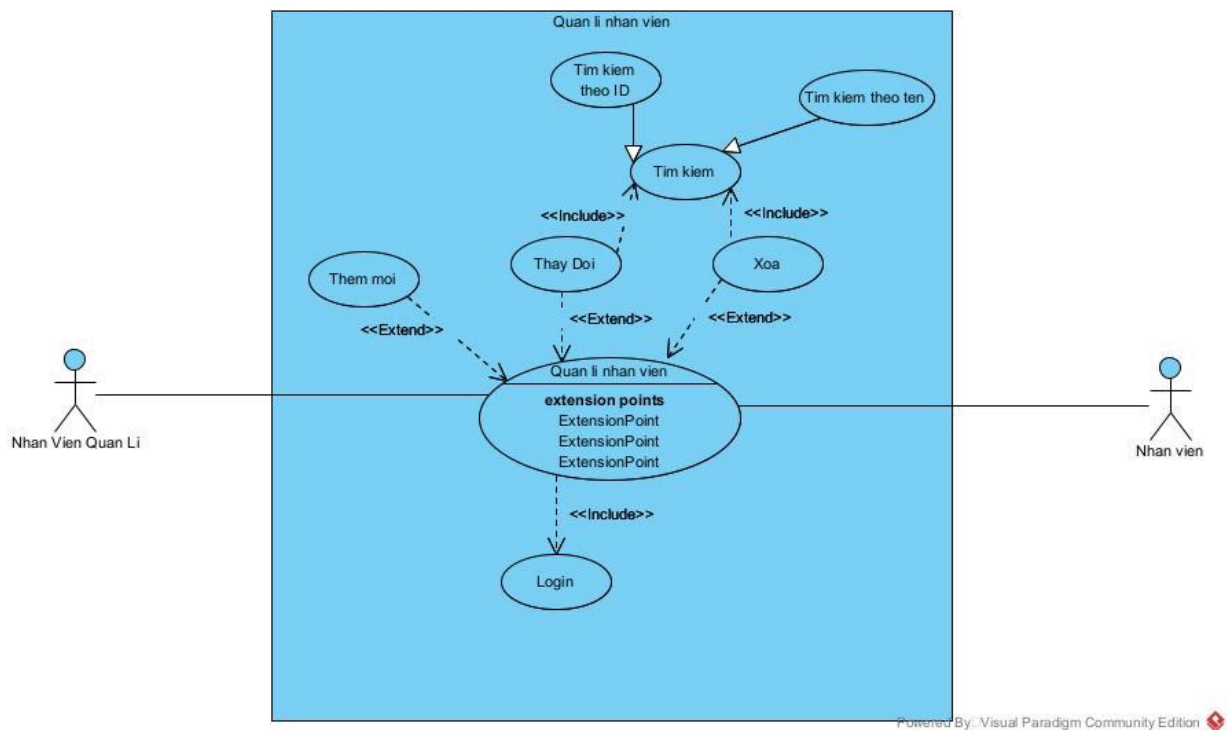 Quan li nhan vien
Tim kiem
theo ID
Tim kiem theo ten
Tim kiem
<<Include>>
<<Include>>
Them moi
Thay Doi
Xoa
<<Extend>>
<<Extend>>
<<Extend>>
Quan li nhan vien
extension points
ExtensionPoint
ExtensionPoint
ExtensionPoint
Nhan Vien Quan Li
Nhan vien
<<Include>>
Login
Powered By Visual Paradigm Community Edition